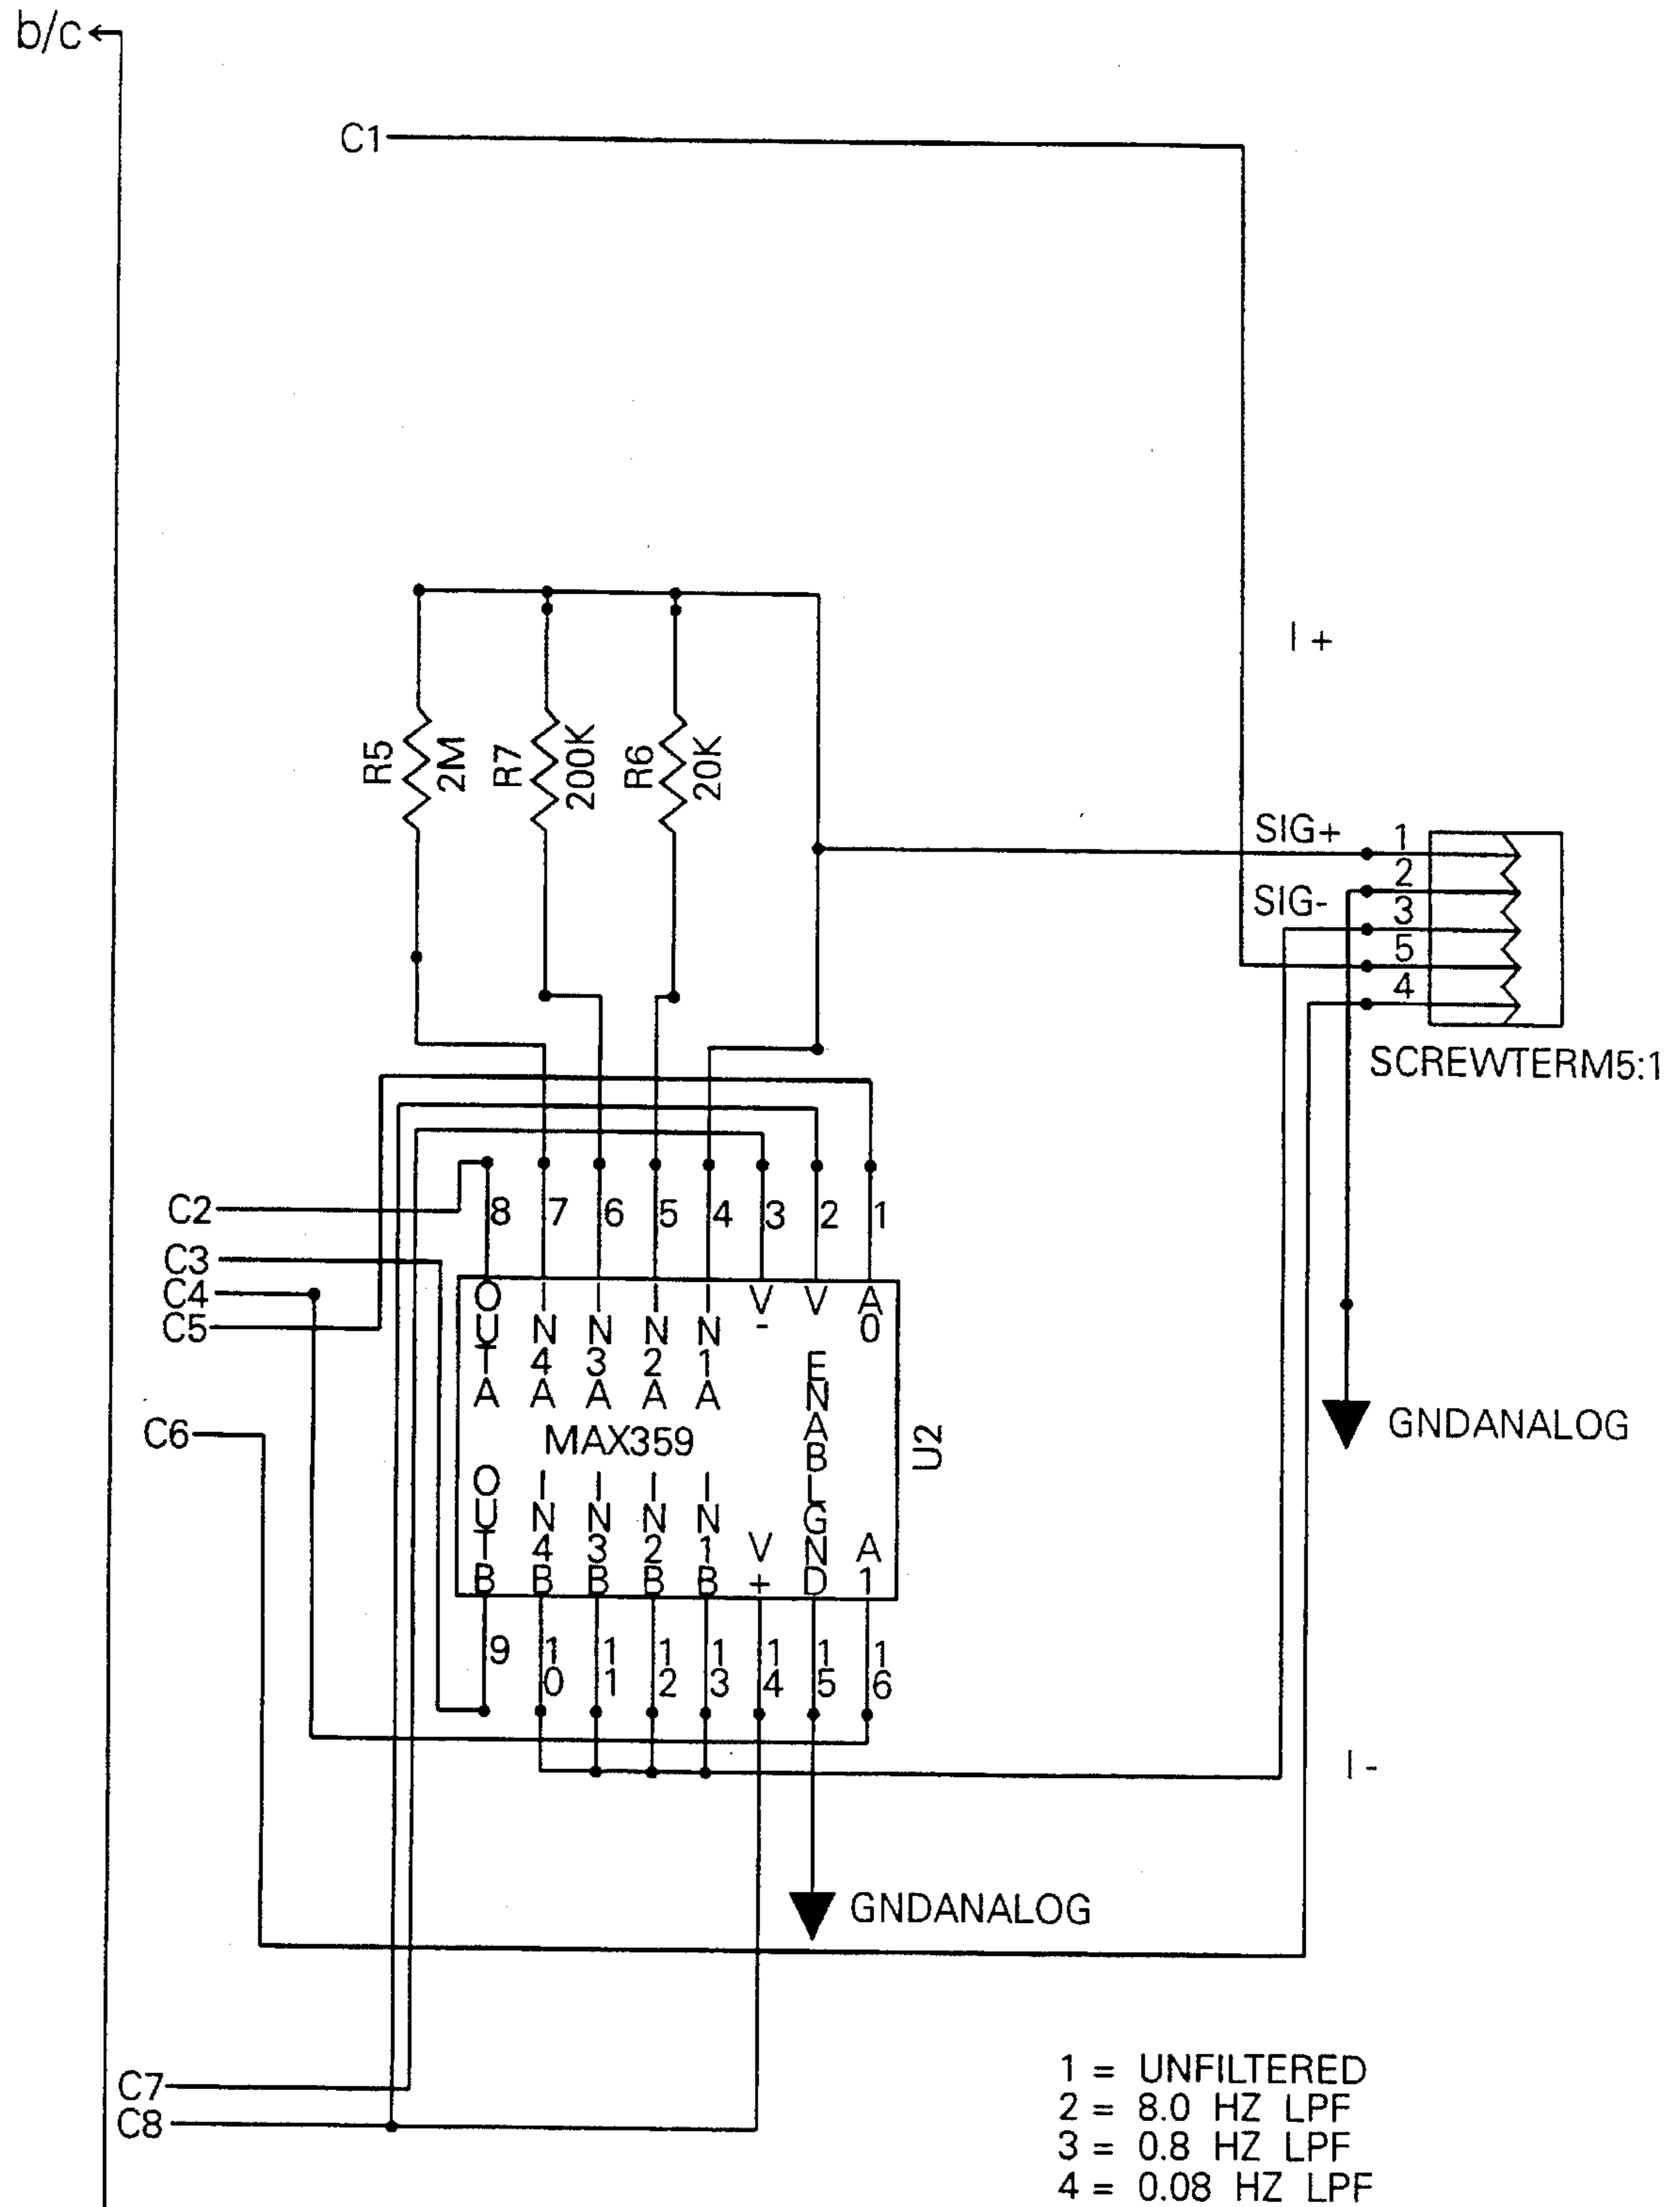 b/c
C1
I +
R5
2M
R7
200K
R6
20K
SIG+
SIG-
1
2
3
5
4
SCREWTERM5:1
C2
C3
C4
C5
C6
8
7
6
5
4
3
2
1
OUTA
IN4A
IN3A
IN2A
IN1A
V-
V
A0
ENABL
MAX359
U2
OUTB
IN4B
IN3B
IN2B
IN1B
V+
GND
A1
9
10
11
12
13
14
15
16
GNDANALOG
I -
GNDANALOG
C7
C8
1 = UNFILTERED
2 = 8.0 HZ LPF
3 = 0.8 HZ LPF
4 = 0.08 HZ LPF